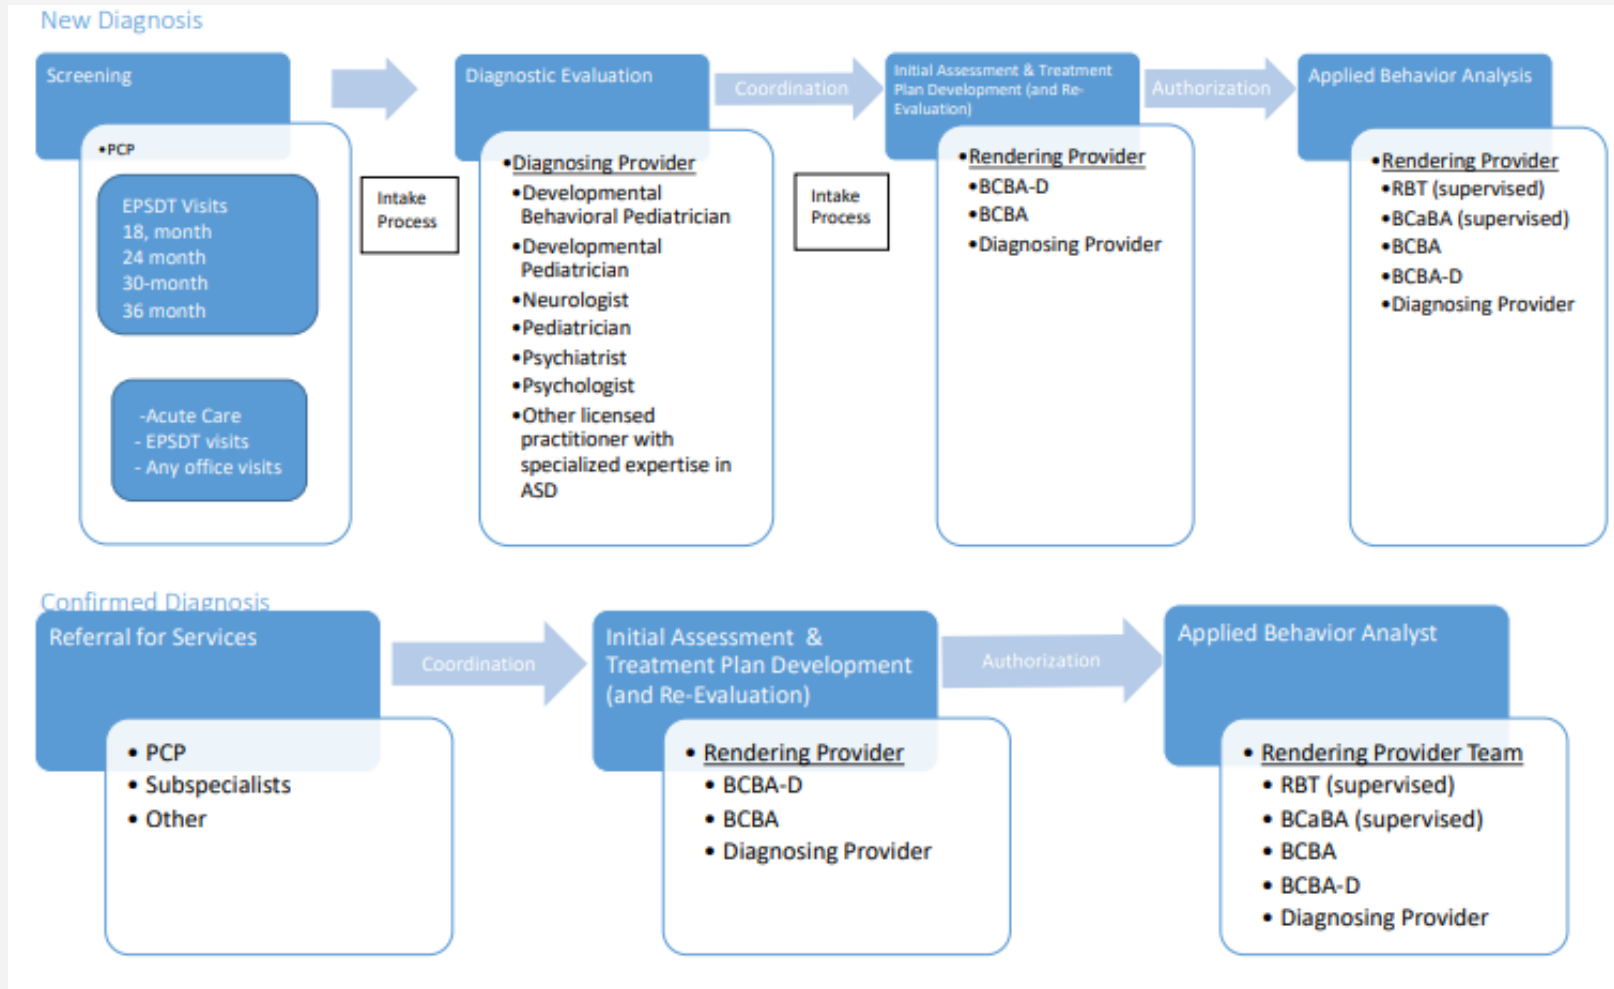 New Diagnosis
Screening
•PCP
EPSDT Visits
18, month
24 month
30-month
36 month
-Acute Care
- EPSDT visits
- Any office visits
Intake
Process
Diagnostic Evaluation
•Diagnosing Provider
•Developmental
Behavioral Pediatrician
•Developmental
Pediatrician
•Neurologist
•Pediatrician
•Psychiatrist
•Psychologist
•Other licensed
practitioner with
specialized expertise in
ASD
Coordination
Intake
Process
Initial Assessment & Treatment
Plan Development (and Re-
Evaluation)
•Rendering Provider
•BCBA-D
•BCBA
•Diagnosing Provider
Authorization
Applied Behavior Analysis
•Rendering Provider
•RBT (supervised)
•BCaBA (supervised)
•BCBA
•BCBA-D
•Diagnosing Provider
Confirmed Diagnosis
Referral for Services
• PCP
• Subspecialists
• Other
Coordination
Initial Assessment &
Treatment Plan Development
(and Re-Evaluation)
• Rendering Provider
• BCBA-D
• BCBA
• Diagnosing Provider
Authorization
Applied Behavior Analyst
• Rendering Provider Team
• RBT (supervised)
• BCaBA (supervised)
• BCBA
• BCBA-D
• Diagnosing Provider